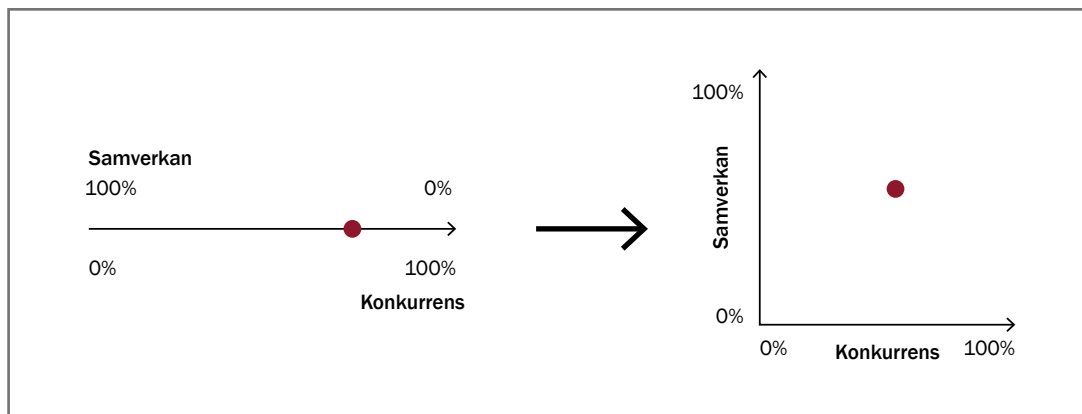 Samverkan
100% 0%
0% 100%
Konkurrens
100%
Samverkan
0%
0% Konkurrens 100%